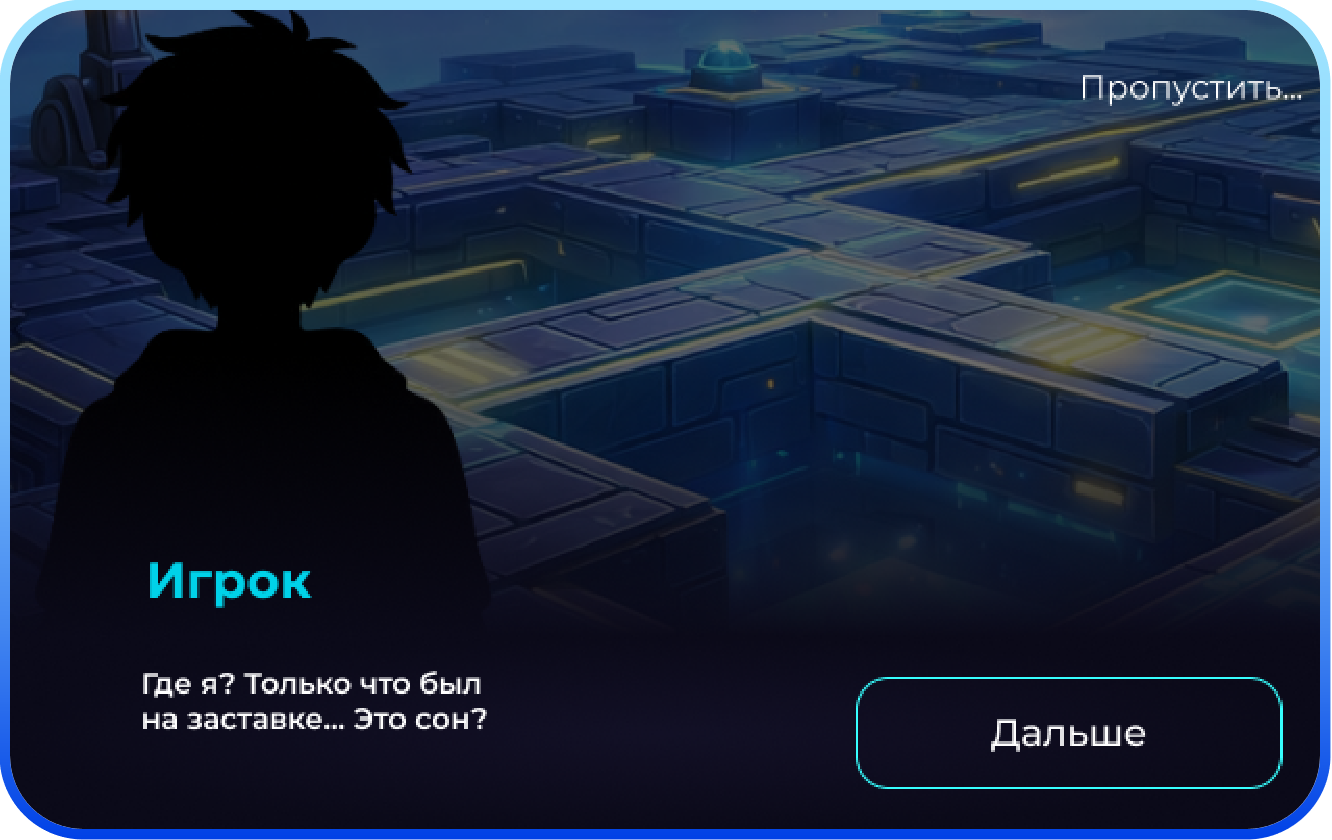 Пропустить...
Игрок
Где я? Только что был
на заставке... Это сон?
Дальше